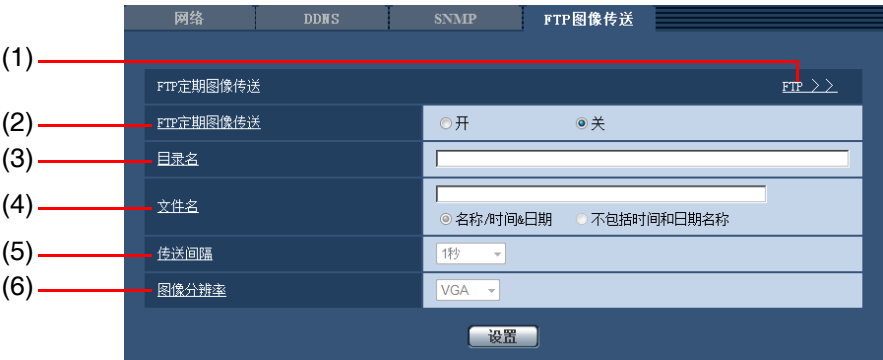 网络 DDNS SNMP FTP图像传送
(1)
FTP定期图像传送 FTP >>
(2) FTP定期图像传送 开 关
(3) 目录名
(4) 文件名 名称/时间&日期 不包括时间和日期名称
(5) 传送间隔 1秒
(6) 图像分辨率 VGA
设置